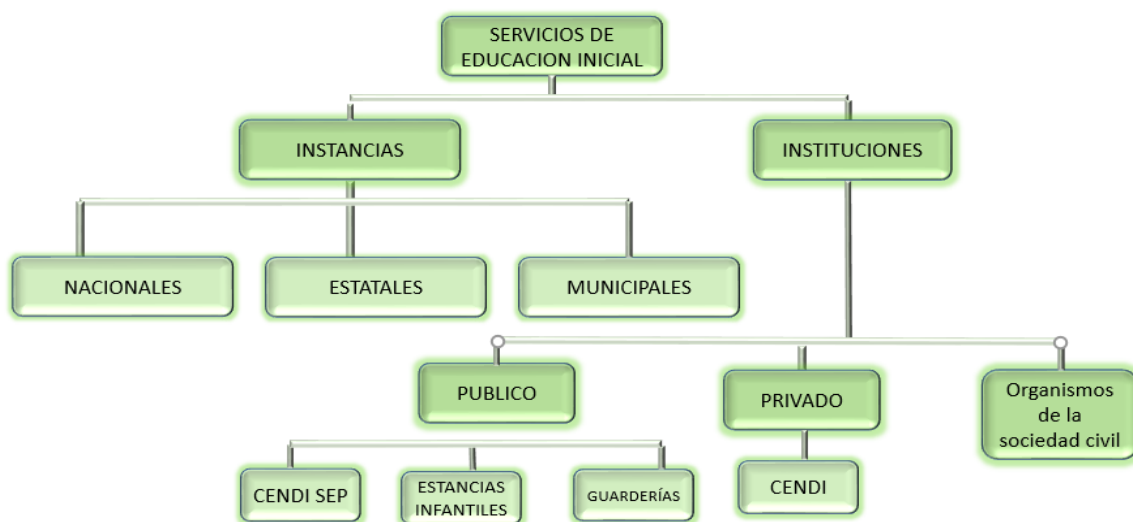 SERVICIOS DE
EDUCACION INICIAL
INSTANCIAS
INSTITUCIONES
NACIONALES
ESTATALES
MUNICIPALES
PUBLICO
PRIVADO
Organismos
de la
sociedad civil
CENDI SEP
ESTANCIAS
INFANTILES
GUARDERÍAS
CENDI